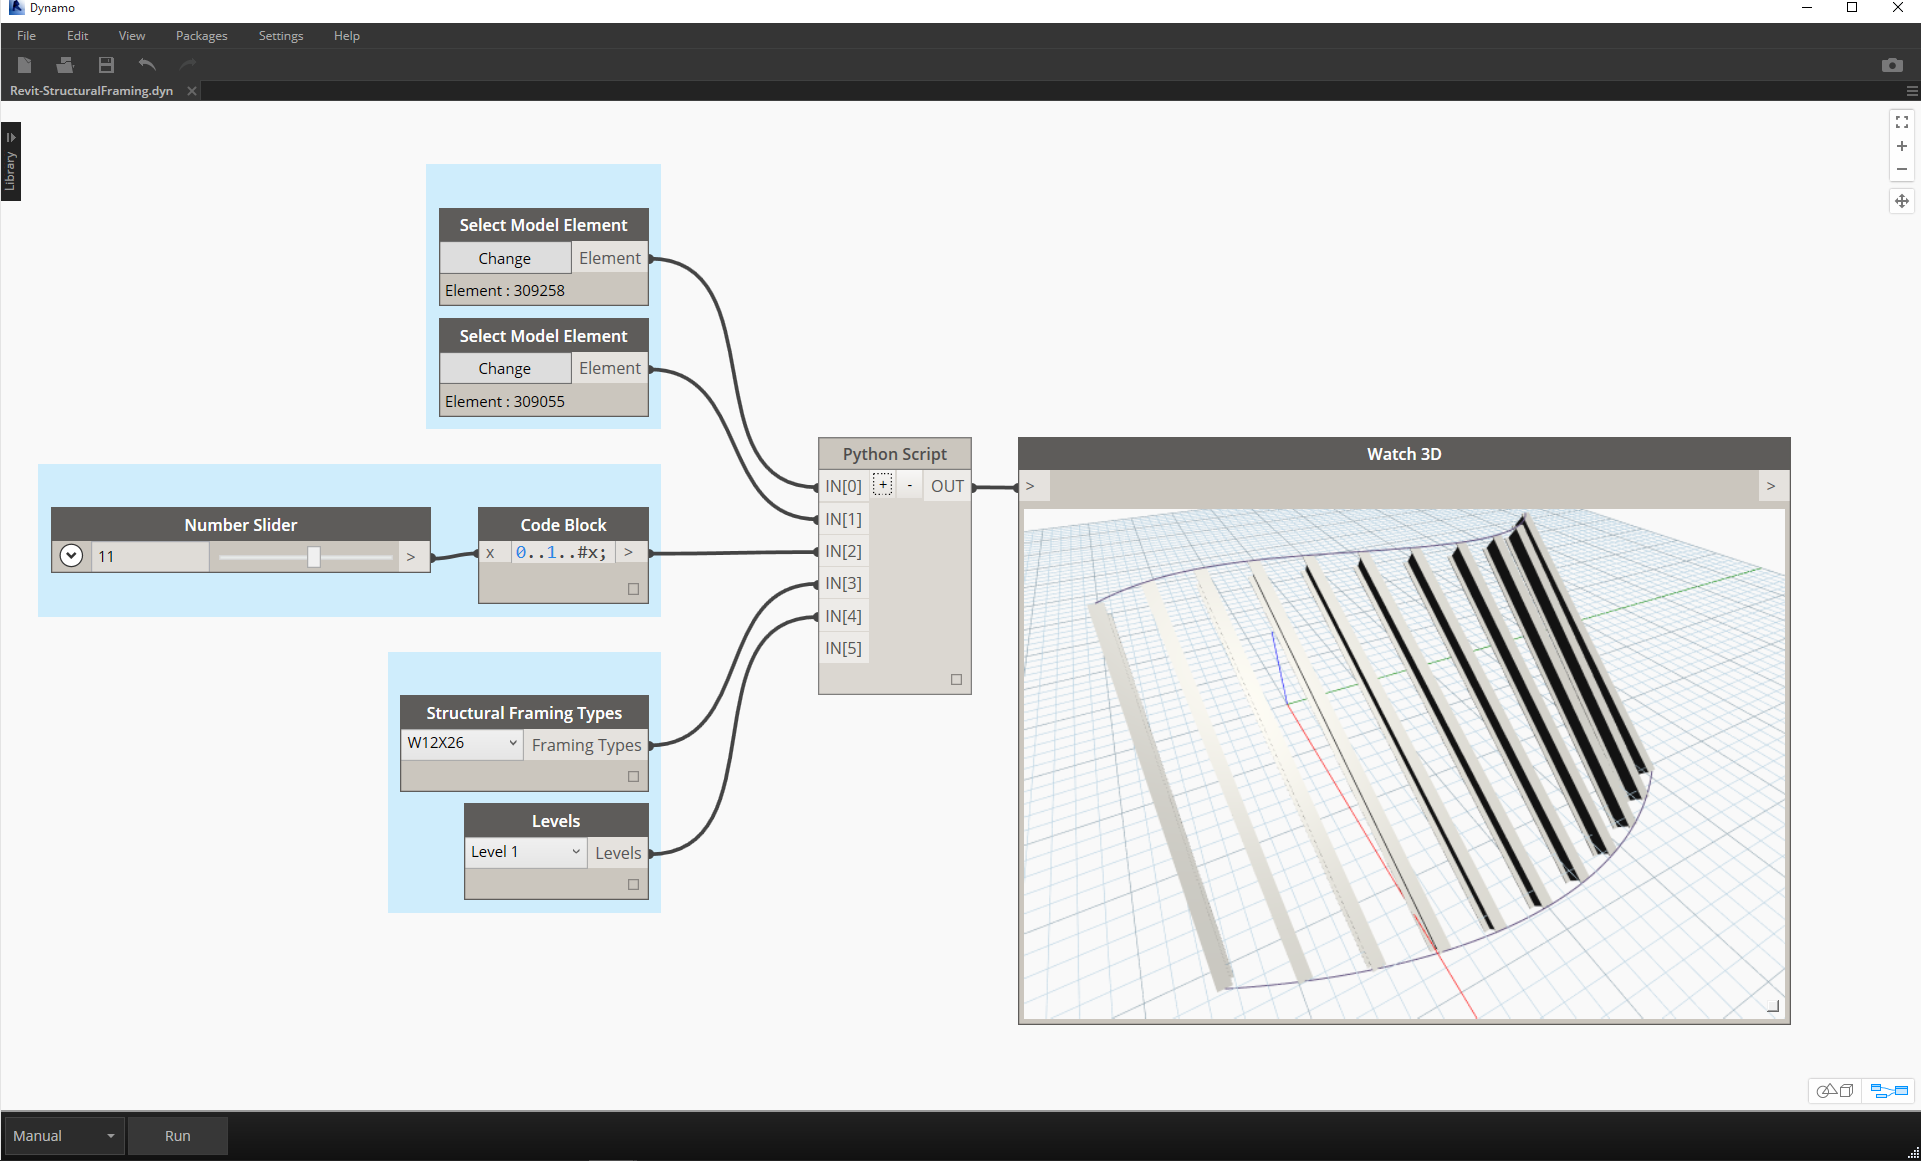 Dynamo
File Edit View Packages Settings Help
Revit-StructuralFraming.dyn
Library
Select Model Element
Change Element
Element : 309258
Select Model Element
Change Element
Element : 309055
Number Slider
11 >
Code Block
x 0..1..#x; >
Structural Framing Types
W12X26 Framing Types
Levels
Level 1 Levels
Python Script
IN[0] + - OUT
IN[1]
IN[2]
IN[3]
IN[4]
IN[5]
Watch 3D
> >
Manual Run